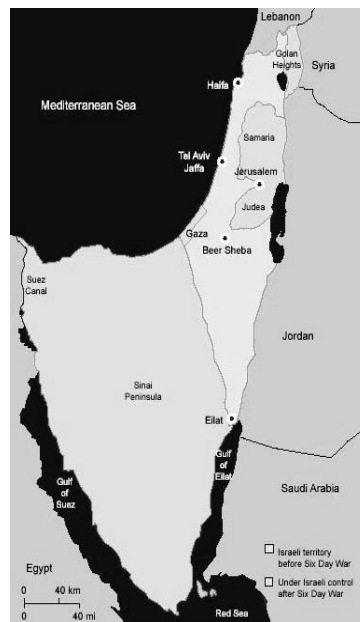 Lebanon
Golan
Heights
Syria
Haifa
Mediterranean Sea
Samaria
Tel Aviv
Jaffa
Jerusalem
Judea
Gaza
Beer Sheba
Suez
Canal
Jordan
Sinai
Peninsula
Eilat
Gulf
of
Eilat
Gulf
of
Suez
Saudi Arabia
Israeli territory
before Six Day War
Under Israeli control
after Six Day War
Egypt
0 40 km
0 40 mi
Red Sea